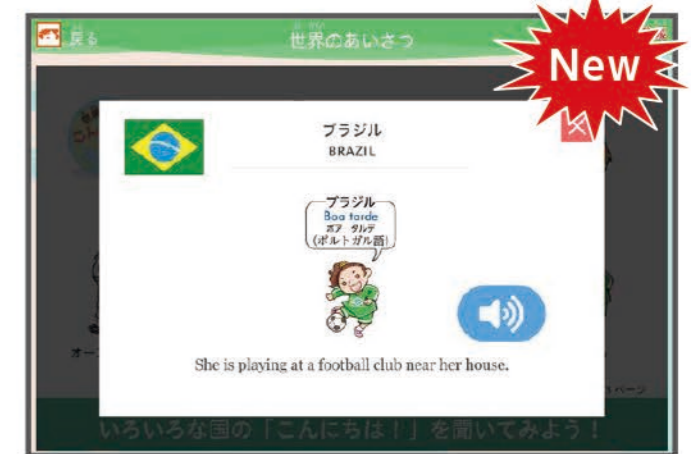 戻る
世界のあいさつ
New
ブラジル
BRAZIL
ブラジル
Boa tarde
ボア タルデ
(ポルトガル語)
She is playing at a football club near her house.
いろいろな国の「こんにちは！」を聞いてみよう！